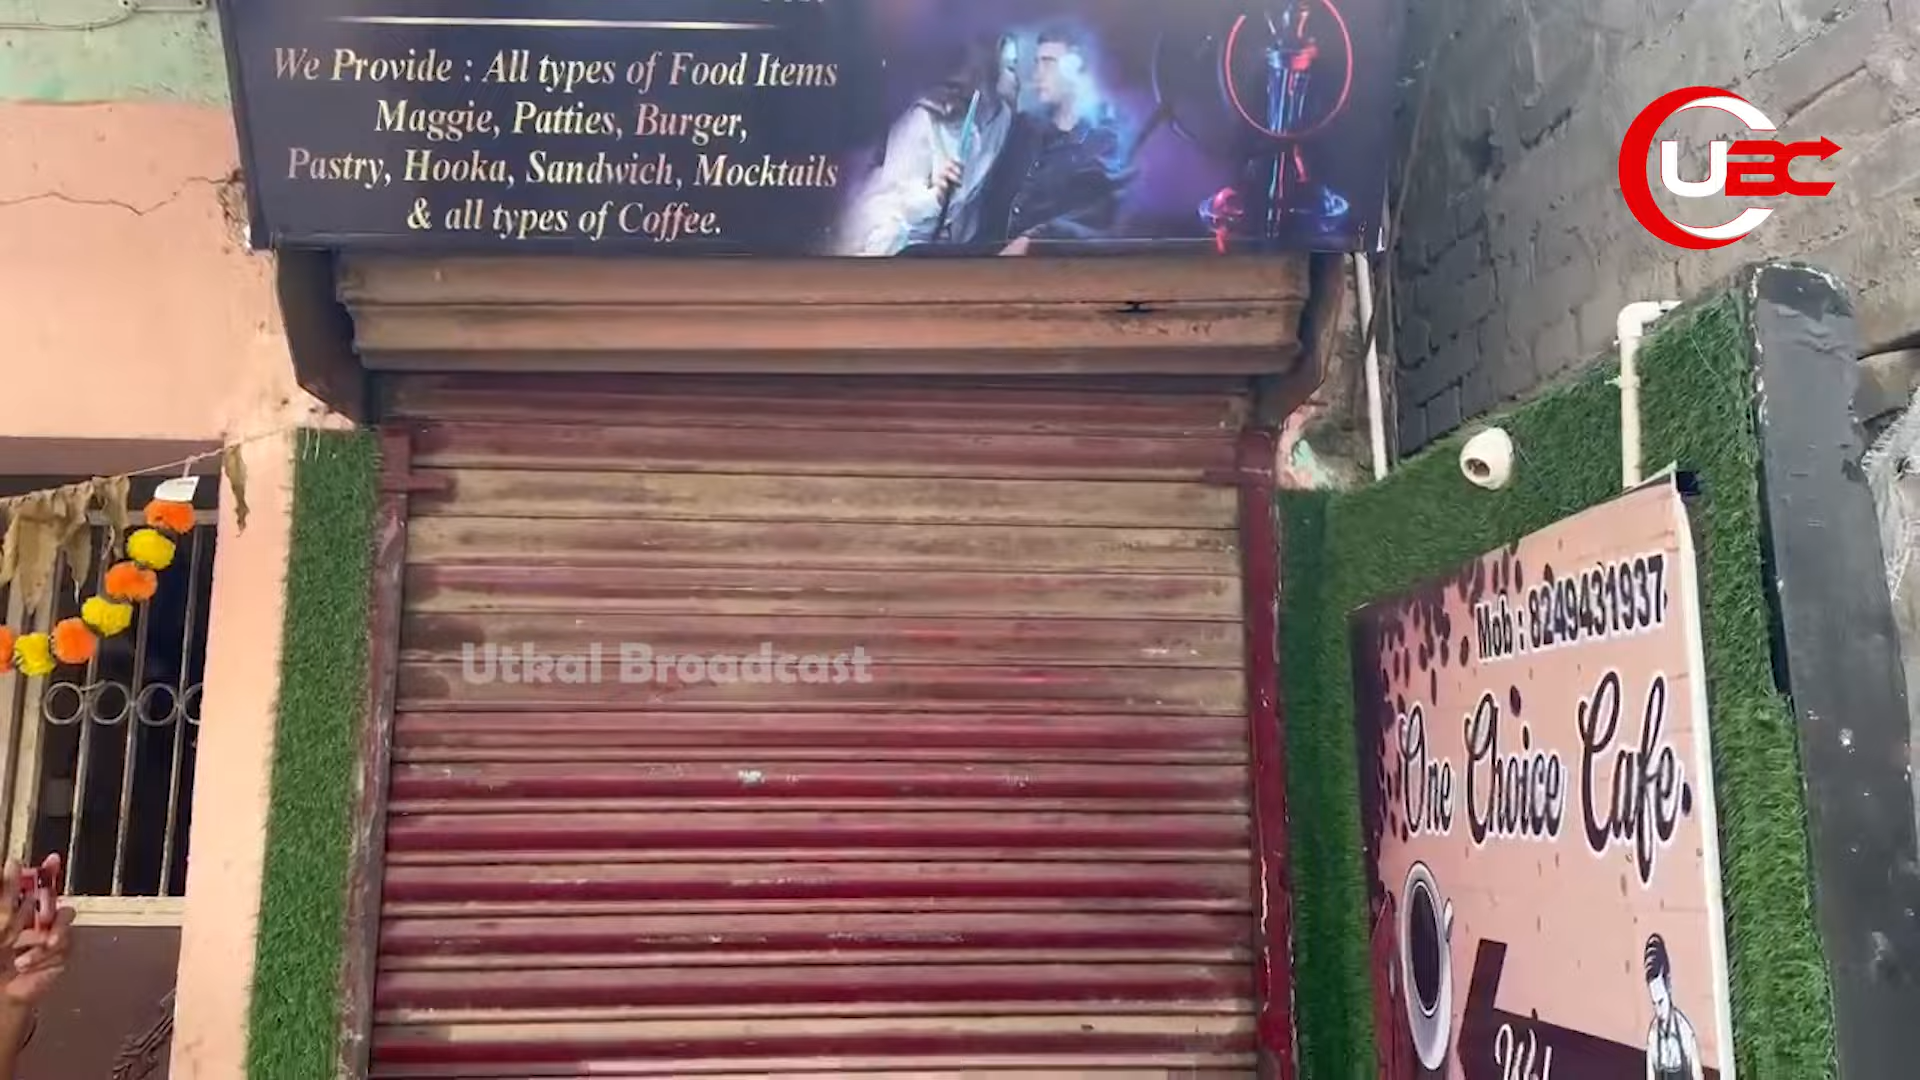 We Provide : All types of Food Items
Maggie, Patties, Burger,
Pastry, Hooka, Sandwich, Mocktails
& all types of Coffee.
UBC
Utkal Broadcast
Mob : 8249431937
One Choice Cafe